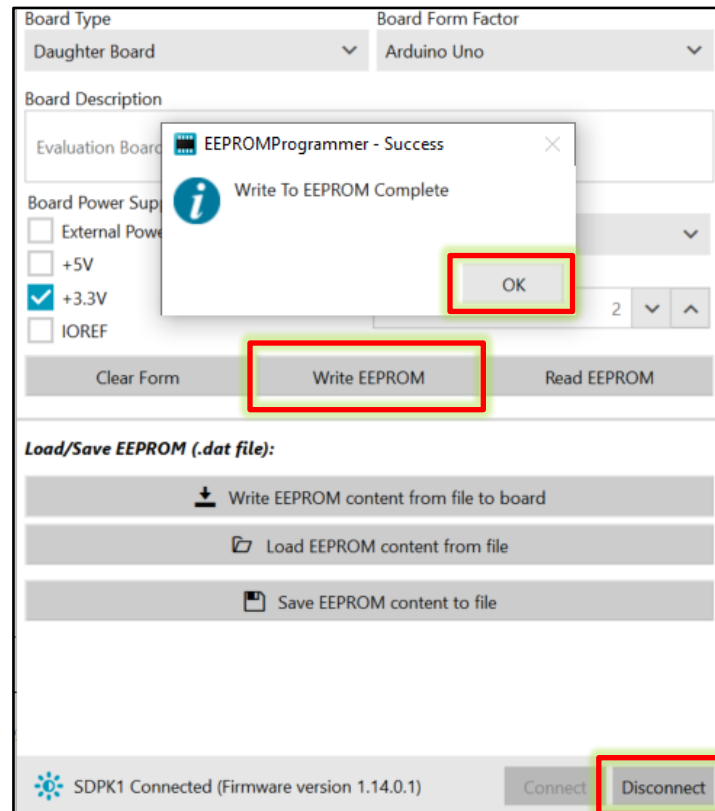 Board Type
Board Form Factor
Daughter Board
Arduino Uno
Board Description
Evaluation Board
EEPROMProgrammer - Success
Write To EEPROM Complete
OK
Board Power
External
+5V
+3.3V
2
IOREF
Clear Form
Write EEPROM
Read EEPROM
Load/Save EEPROM (.dat file):
Write EEPROM content from file to board
Load EEPROM content from file
Save EEPROM content to file
SDPK1 Connected (Firmware version 1.14.0.1)
Connect
Disconnect